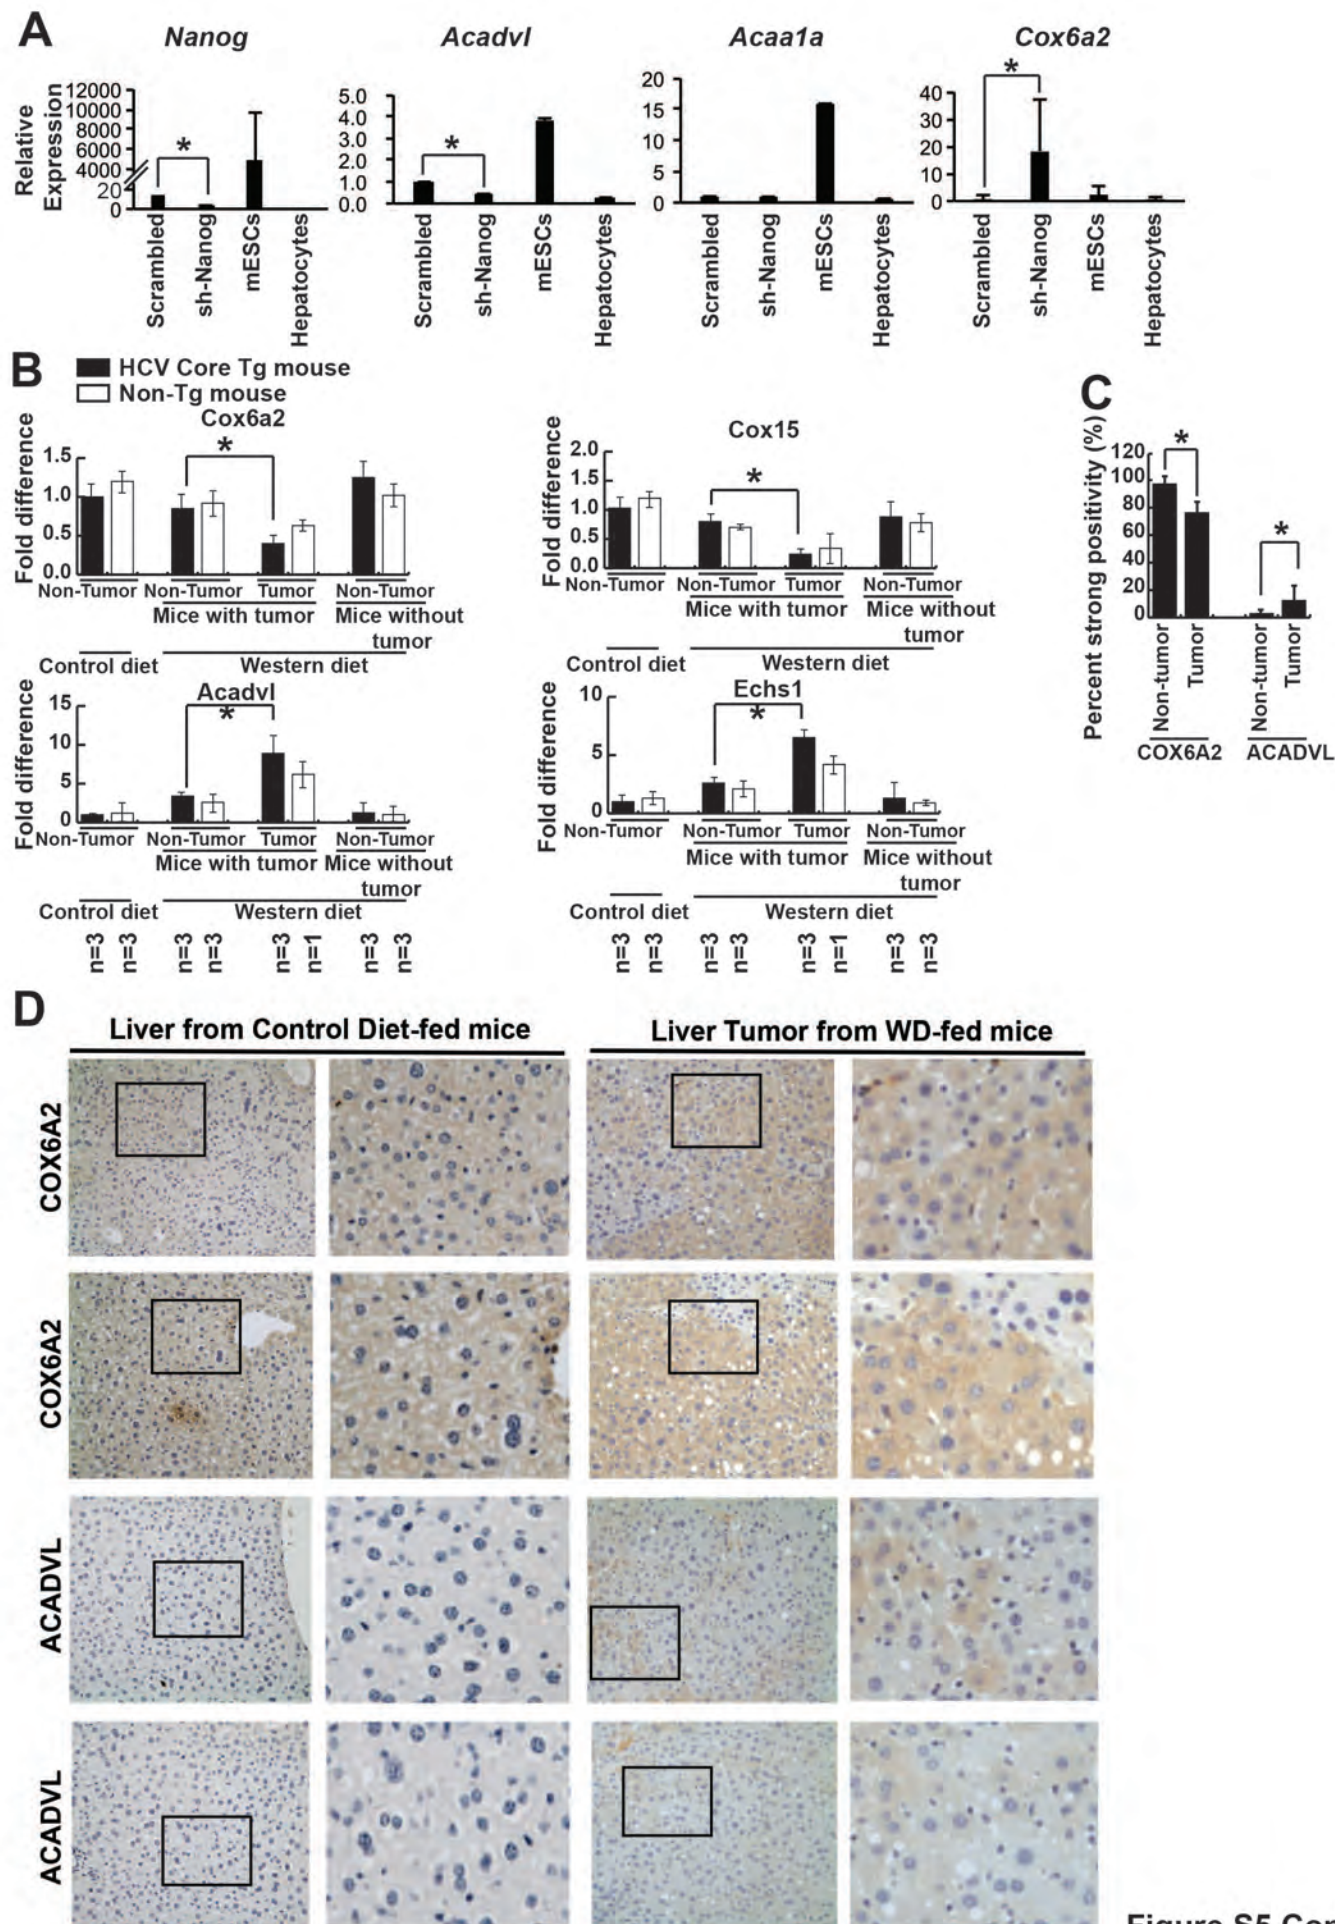 A
Nanog
Acadvl
Acaa1a
Cox6a2
Relative Expression
12000
10000
8000
6000
4000
20
0
5.0
4.0
3.0
2.0
1.0
0.0
20
15
10
5
0
40
30
20
10
0
*
*
*
Scrambled
sh-Nanog
mESCs
Hepatocytes
Scrambled
sh-Nanog
mESCs
Hepatocytes
Scrambled
sh-Nanog
mESCs
Hepatocytes
Scrambled
sh-Nanog
mESCs
Hepatocytes
B
HCV Core Tg mouse
Non-Tg mouse
Cox6a2
Fold difference
1.5
1.0
0.5
0.0
*
Non-Tumor
Non-Tumor
Tumor
Non-Tumor
Mice with tumor
Mice without
tumor
Control diet
Western diet
Cox15
Fold difference
2.0
1.5
1.0
0.5
0.0
*
Non-Tumor
Non-Tumor
Tumor
Non-Tumor
Mice with tumor
Mice without
tumor
Control diet
Western diet
Acadvl
Fold difference
15
10
5
0
*
Non-Tumor
Non-Tumor
Tumor
Non-Tumor
Mice with tumor
Mice without
tumor
Control diet
Western diet
n=3
n=3
n=3
n=3
n=3
n=1
n=3
n=3
Echs1
Fold difference
10
5
0
*
Non-Tumor
Non-Tumor
Tumor
Non-Tumor
Mice with tumor
Mice without
tumor
Control diet
Western diet
n=3
n=3
n=3
n=3
n=3
n=1
n=3
n=3
C
Percent strong positivity (%)
120
100
80
60
40
20
0
*
*
Non-tumor
Tumor
Non-tumor
Tumor
COX6A2
ACADVL
D
Liver from Control Diet-fed mice
Liver Tumor from WD-fed mice
COX6A2
COX6A2
ACADVL
ACADVL